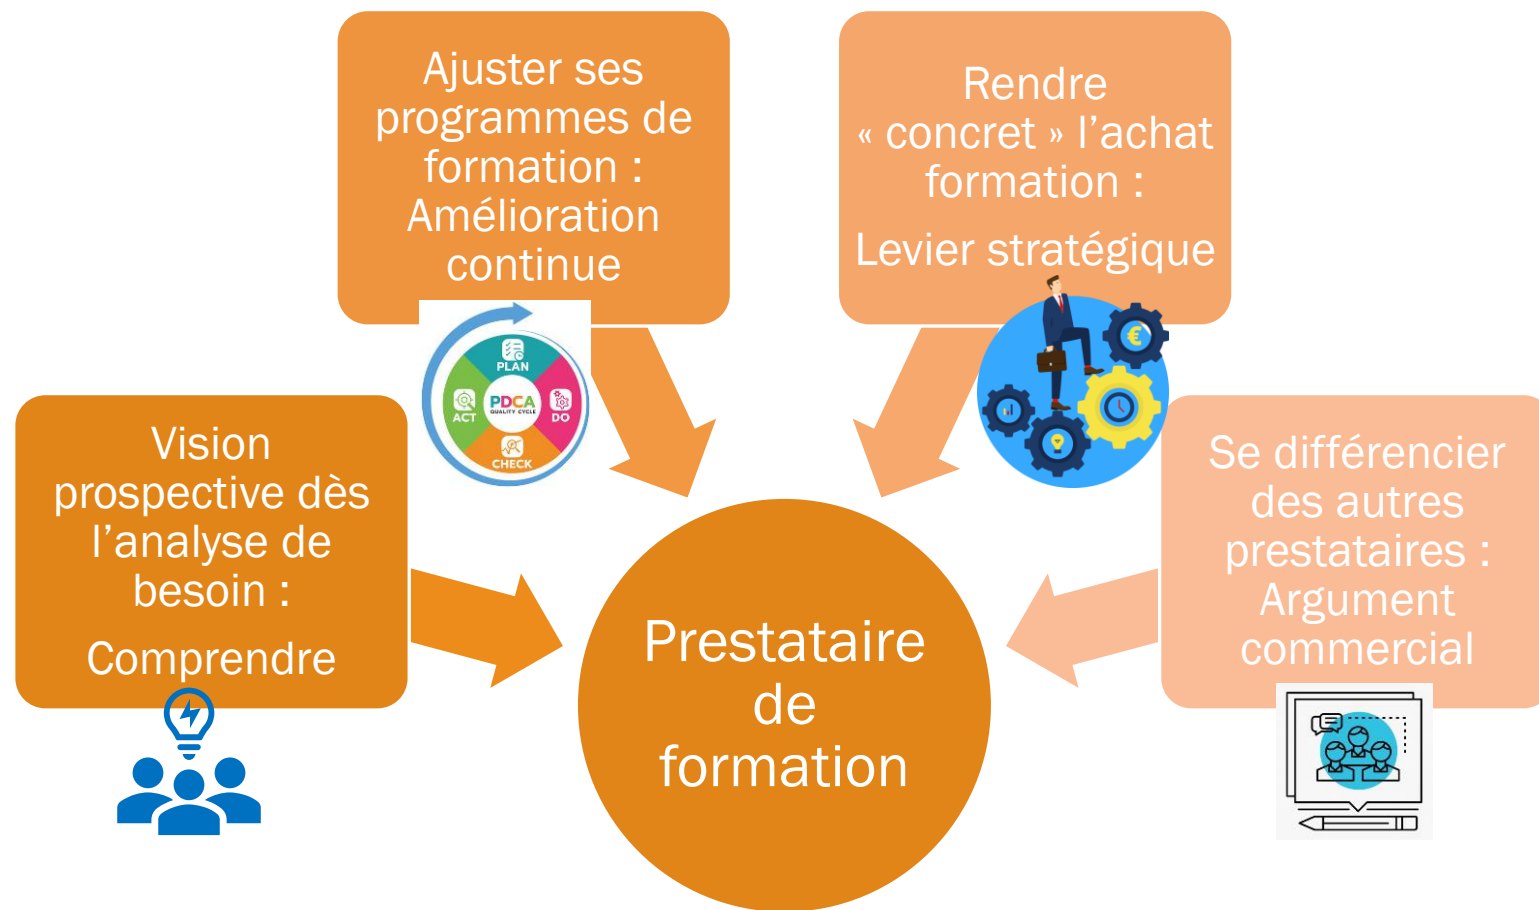 Ajuster ses
programmes de
formation :
Amélioration
continue
Rendre
« concret » l’achat
formation :
Levier stratégique
PLAN
ACT
PDCA
QUALITY CYCLE
DO
CHECK
€
Vision
prospective dès
l’analyse de
besoin :
Comprendre
Se différencier
des autres
prestataires :
Argument
commercial
Prestataire
de
formation